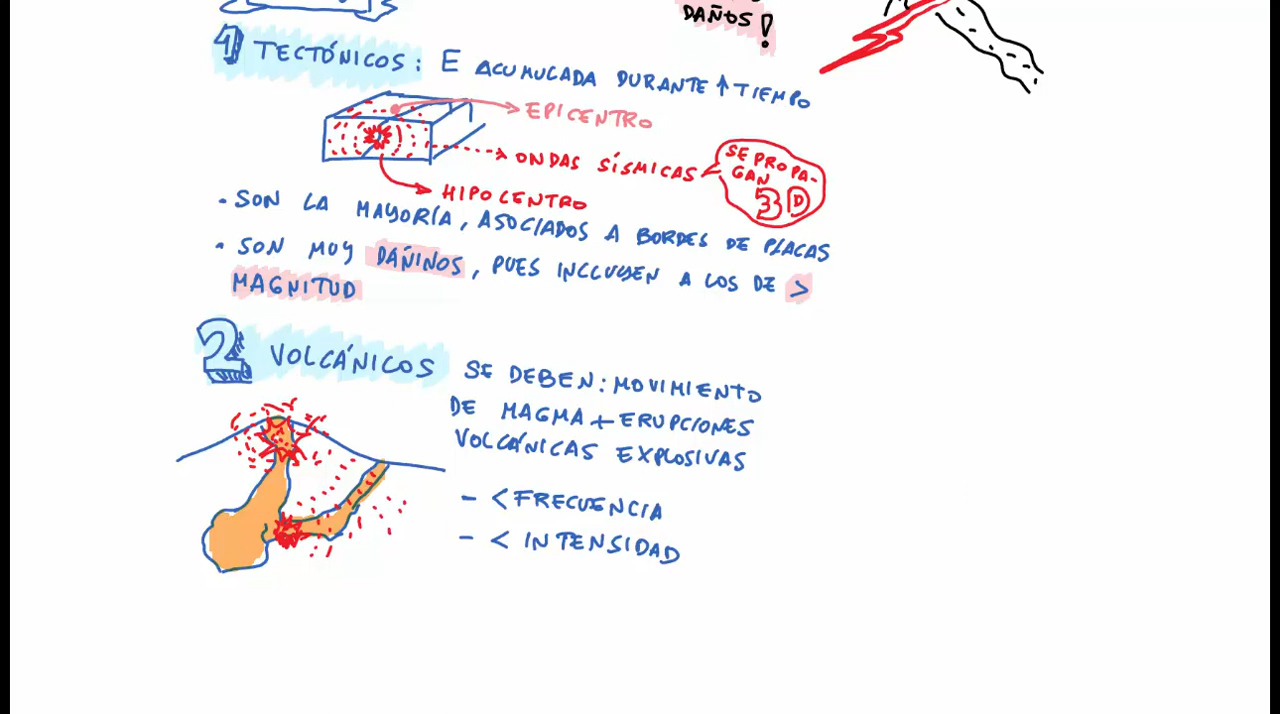 DAÑOS!
1 TECTÓNICOS: E ACUMULADA DURANTE ↑ TIEMPO
EPICENTRO
ONDAS SÍSMICAS
SE PROPA-
GAN
3D
HIPOCENTRO
· SON LA MAYORÍA, ASOCIADOS A BORDES DE PLACAS
· SON MUY DAÑINOS, PUES INCLUYEN A LOS DE >
MAGNITUD
2 VOLCÁNICOS
SE DEBEN: MOVIMIENTO
DE MAGMA + ERUPCIONES
VOLCÁNICAS EXPLOSIVAS
- < FRECUENCIA
- < INTENSIDAD